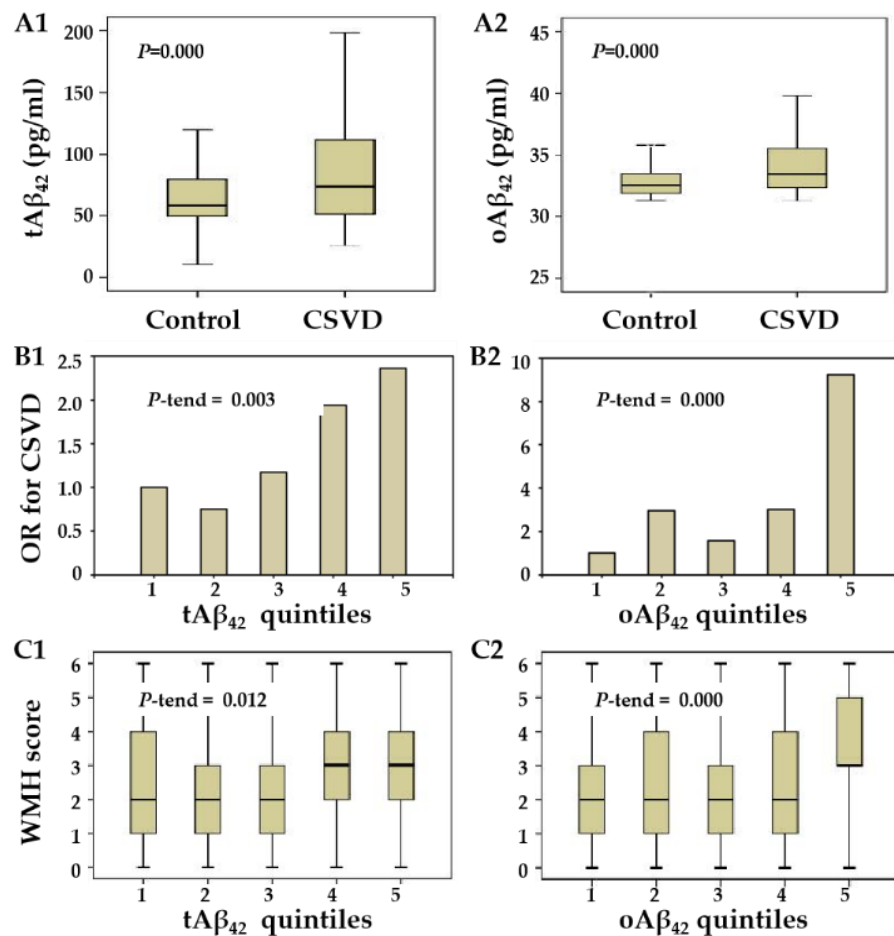 A1
P=0.000
tAβ42 (pg/ml)
200
150
100
50
0
Control CSVD
A2
P=0.000
oAβ42 (pg/ml)
45
40
35
33
25
Control CSVD
B1
P-tend = 0.003
OR for CSVD
2.5
2.0
1.5
1.0
0.5
0
1 2 3 4 5
tAβ42 quintiles
B2
P-tend = 0.000
10
8
6
4
2
0
1 2 3 4 5
oAβ42 quintiles
C1
P-tend = 0.012
WMH score
6
5
4
3
2
1
0
1 2 3 4 5
tAβ42 quintiles
C2
P-tend = 0.000
6
5
4
3
2
1
0
1 2 3 4 5
oAβ42 quintiles